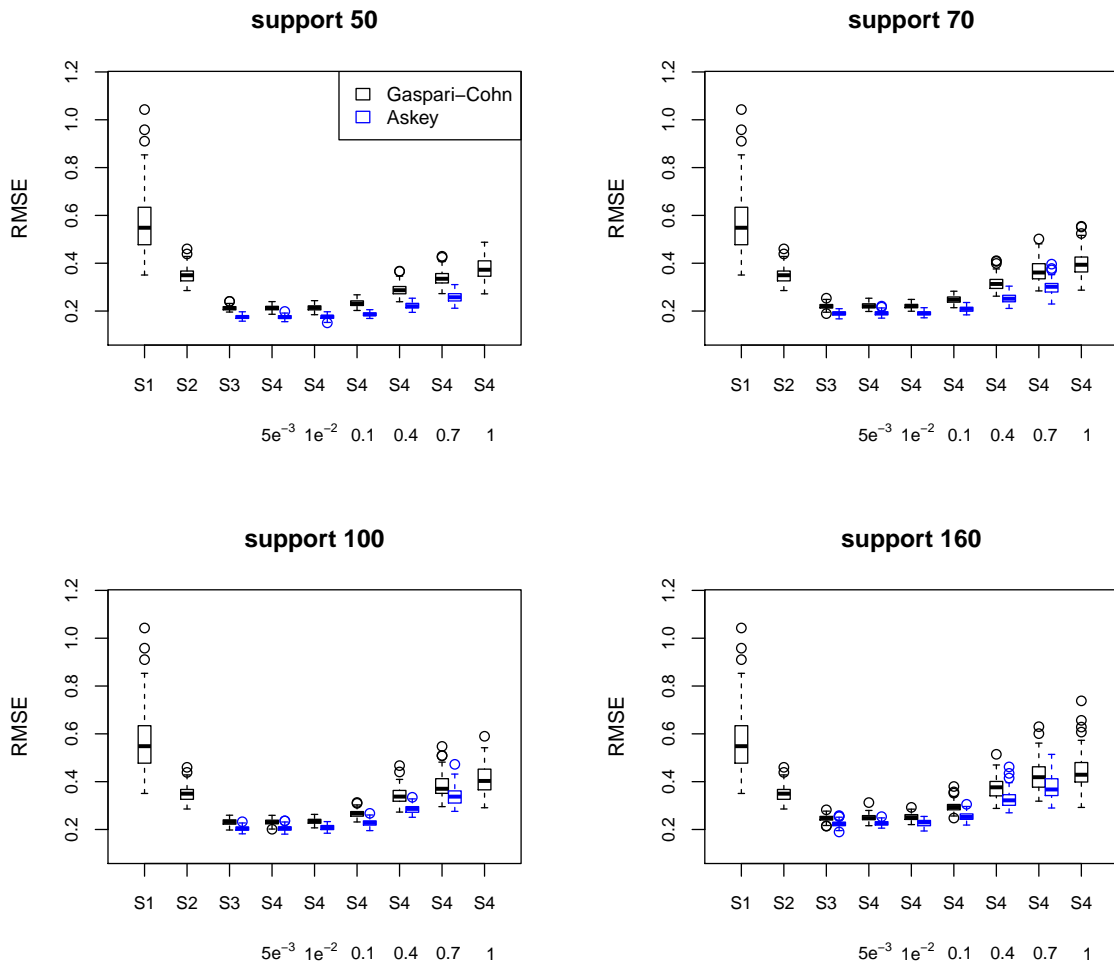 support 50
RMSE
1.2
1.0
0.8
0.6
0.4
0.2
Gaspari−Cohn
Askey
S1 S2 S3 S4 S4 S4 S4 S4 S4
5e⁻³ 1e⁻² 0.1 0.4 0.7 1
support 70
RMSE
1.2
1.0
0.8
0.6
0.4
0.2
S1 S2 S3 S4 S4 S4 S4 S4 S4
5e⁻³ 1e⁻² 0.1 0.4 0.7 1
support 100
RMSE
1.2
1.0
0.8
0.6
0.4
0.2
S1 S2 S3 S4 S4 S4 S4 S4 S4
5e⁻³ 1e⁻² 0.1 0.4 0.7 1
support 160
RMSE
1.2
1.0
0.8
0.6
0.4
0.2
S1 S2 S3 S4 S4 S4 S4 S4 S4
5e⁻³ 1e⁻² 0.1 0.4 0.7 1